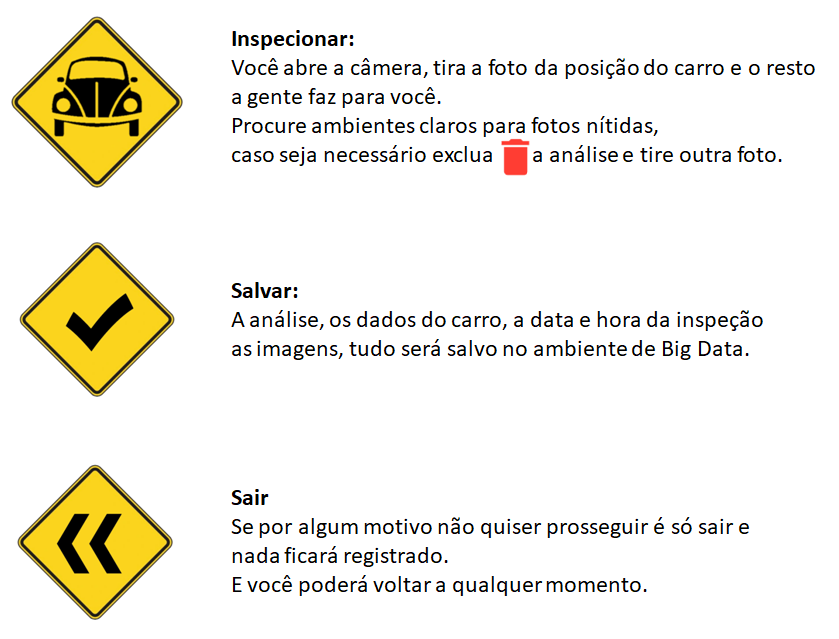 Inspecionar:
Você abre a câmera, tira a foto da posição do carro e o resto
a gente faz para você.
Procure ambientes claros para fotos nítidas,
caso seja necessário exclua a análise e tire outra foto.
Salvar:
A análise, os dados do carro, a data e hora da inspeção
as imagens, tudo será salvo no ambiente de Big Data.
Sair
Se por algum motivo não quiser prosseguir é só sair e
nada ficará registrado.
E você poderá voltar a qualquer momento.